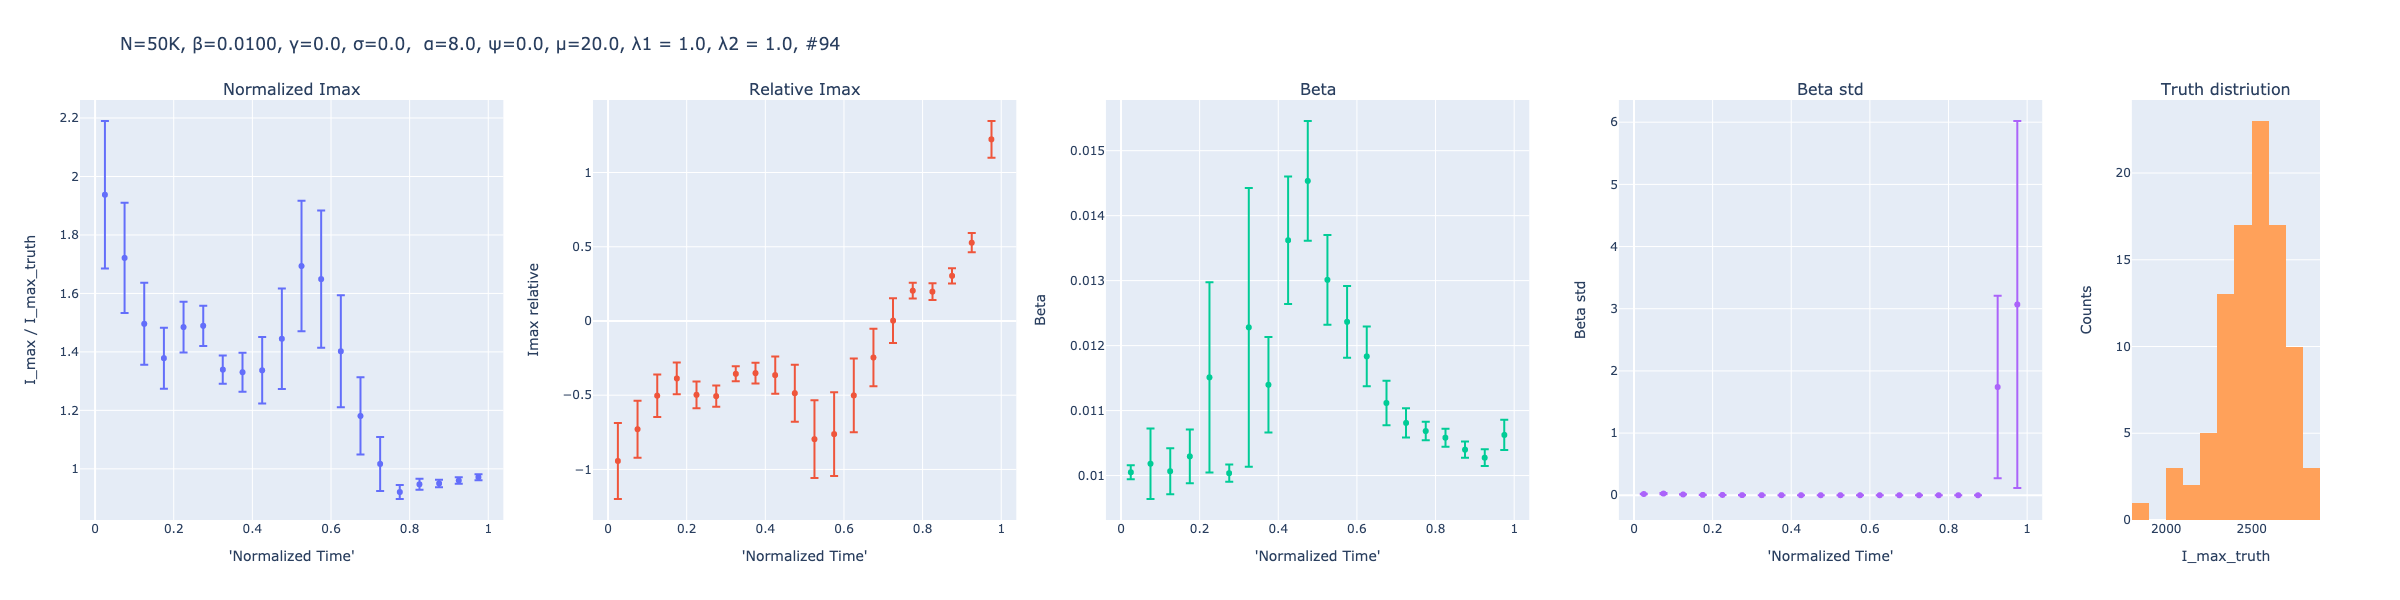 N=50K, β=0.0100, γ=0.0, σ=0.0,  α=8.0, ψ=0.0, μ=20.0, λ1 = 1.0, λ2 = 1.0, #94
Normalized Imax
I_max / I_max_truth
2.2
2
1.8
1.6
1.4
1.2
1
0 0.2 0.4 0.6 0.8 1
'Normalized Time'
Relative Imax
Imax relative
1
0.5
0
−0.5
−1
0 0.2 0.4 0.6 0.8 1
'Normalized Time'
Beta
Beta
0.015
0.014
0.013
0.012
0.011
0.01
0 0.2 0.4 0.6 0.8 1
'Normalized Time'
Beta std
Beta std
6
5
4
3
2
1
0
0 0.2 0.4 0.6 0.8 1
'Normalized Time'
Truth distriution
Counts
20
15
10
5
0
2000 2500
I_max_truth